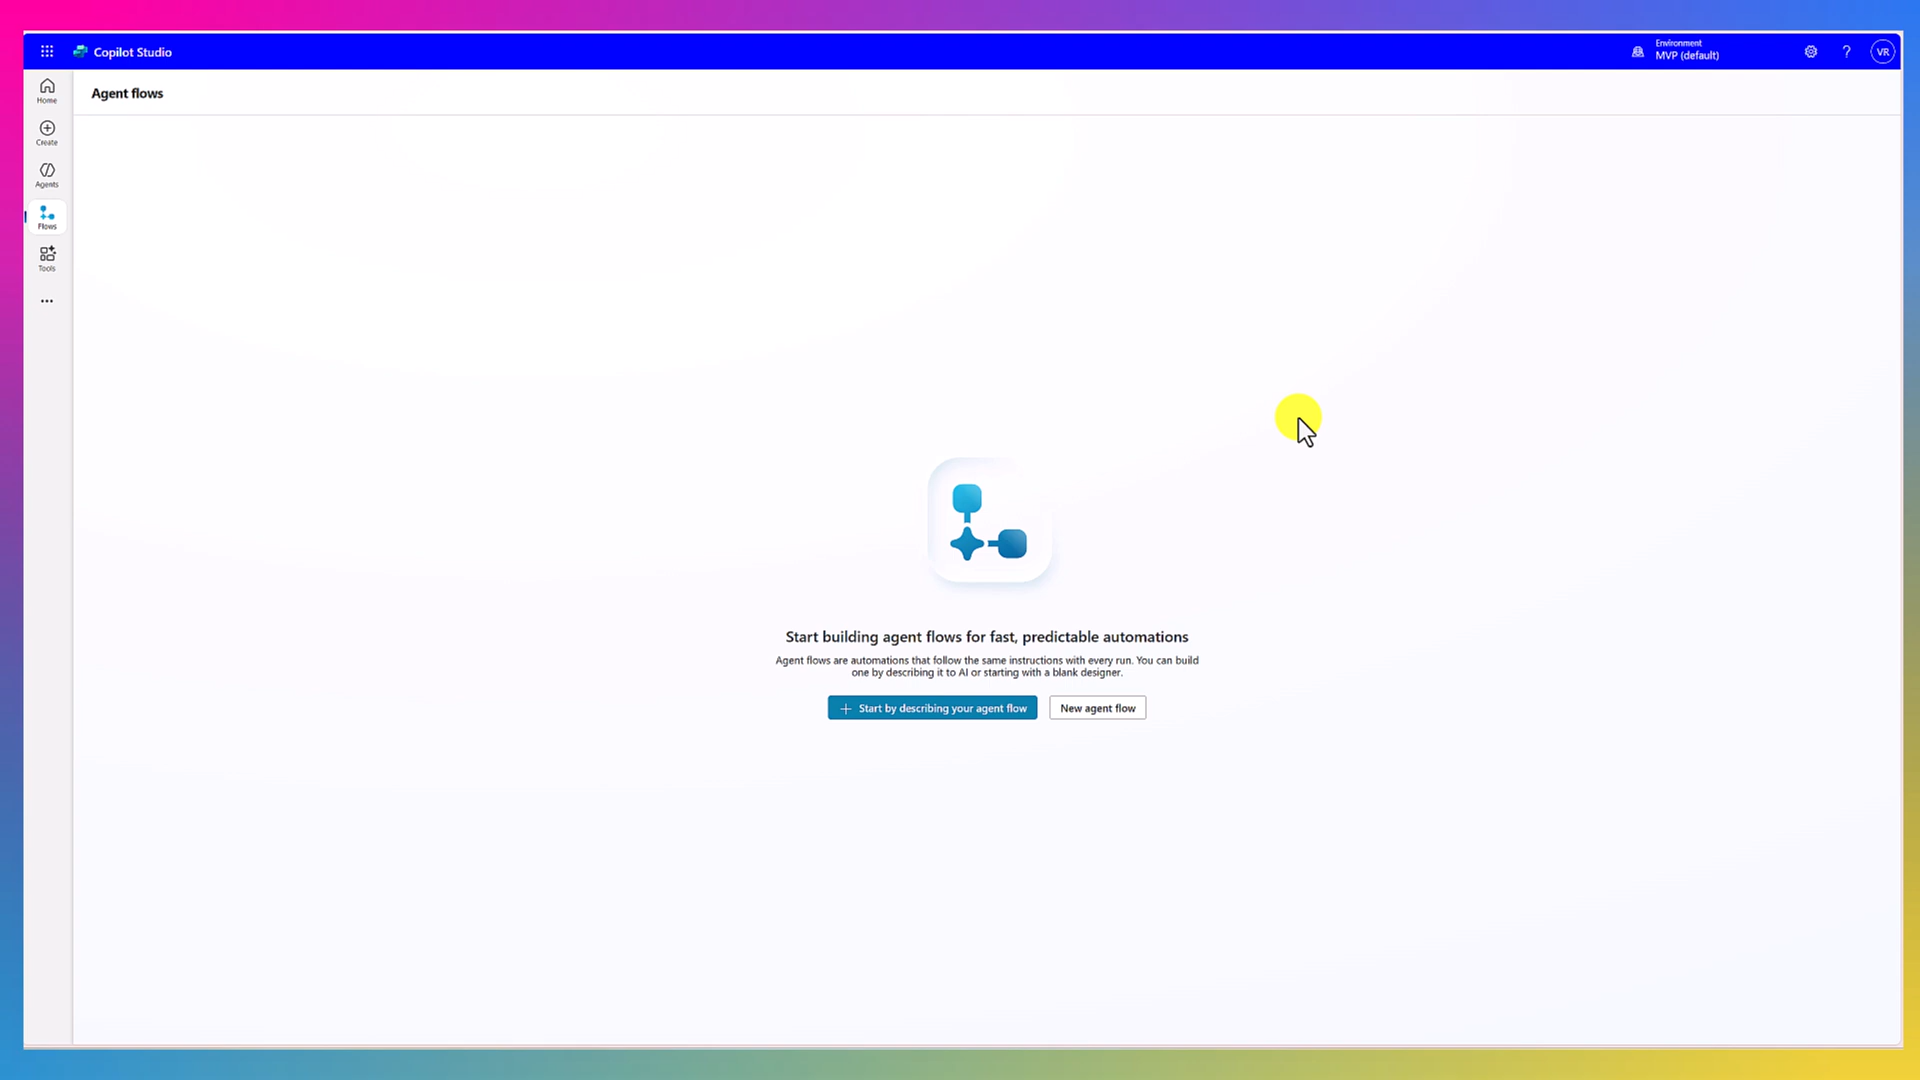 Copilot Studio
Environment
MVP (default)
?
VR
Home
Create
Agents
Flows
Tools
Agent flows
Start building agent flows for fast, predictable automations
Agent flows are automations that follow the same instructions with every run. You can build
one by describing it to AI or starting with a blank designer.
Start by describing your agent flow
New agent flow